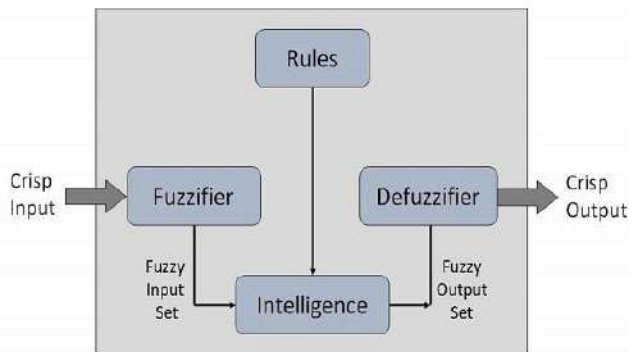 Rules
Crisp
Input
Fuzzifier
Defuzzifier
Crisp
Output
Fuzzy
Input
Set
Intelligence
Fuzzy
Output
Set